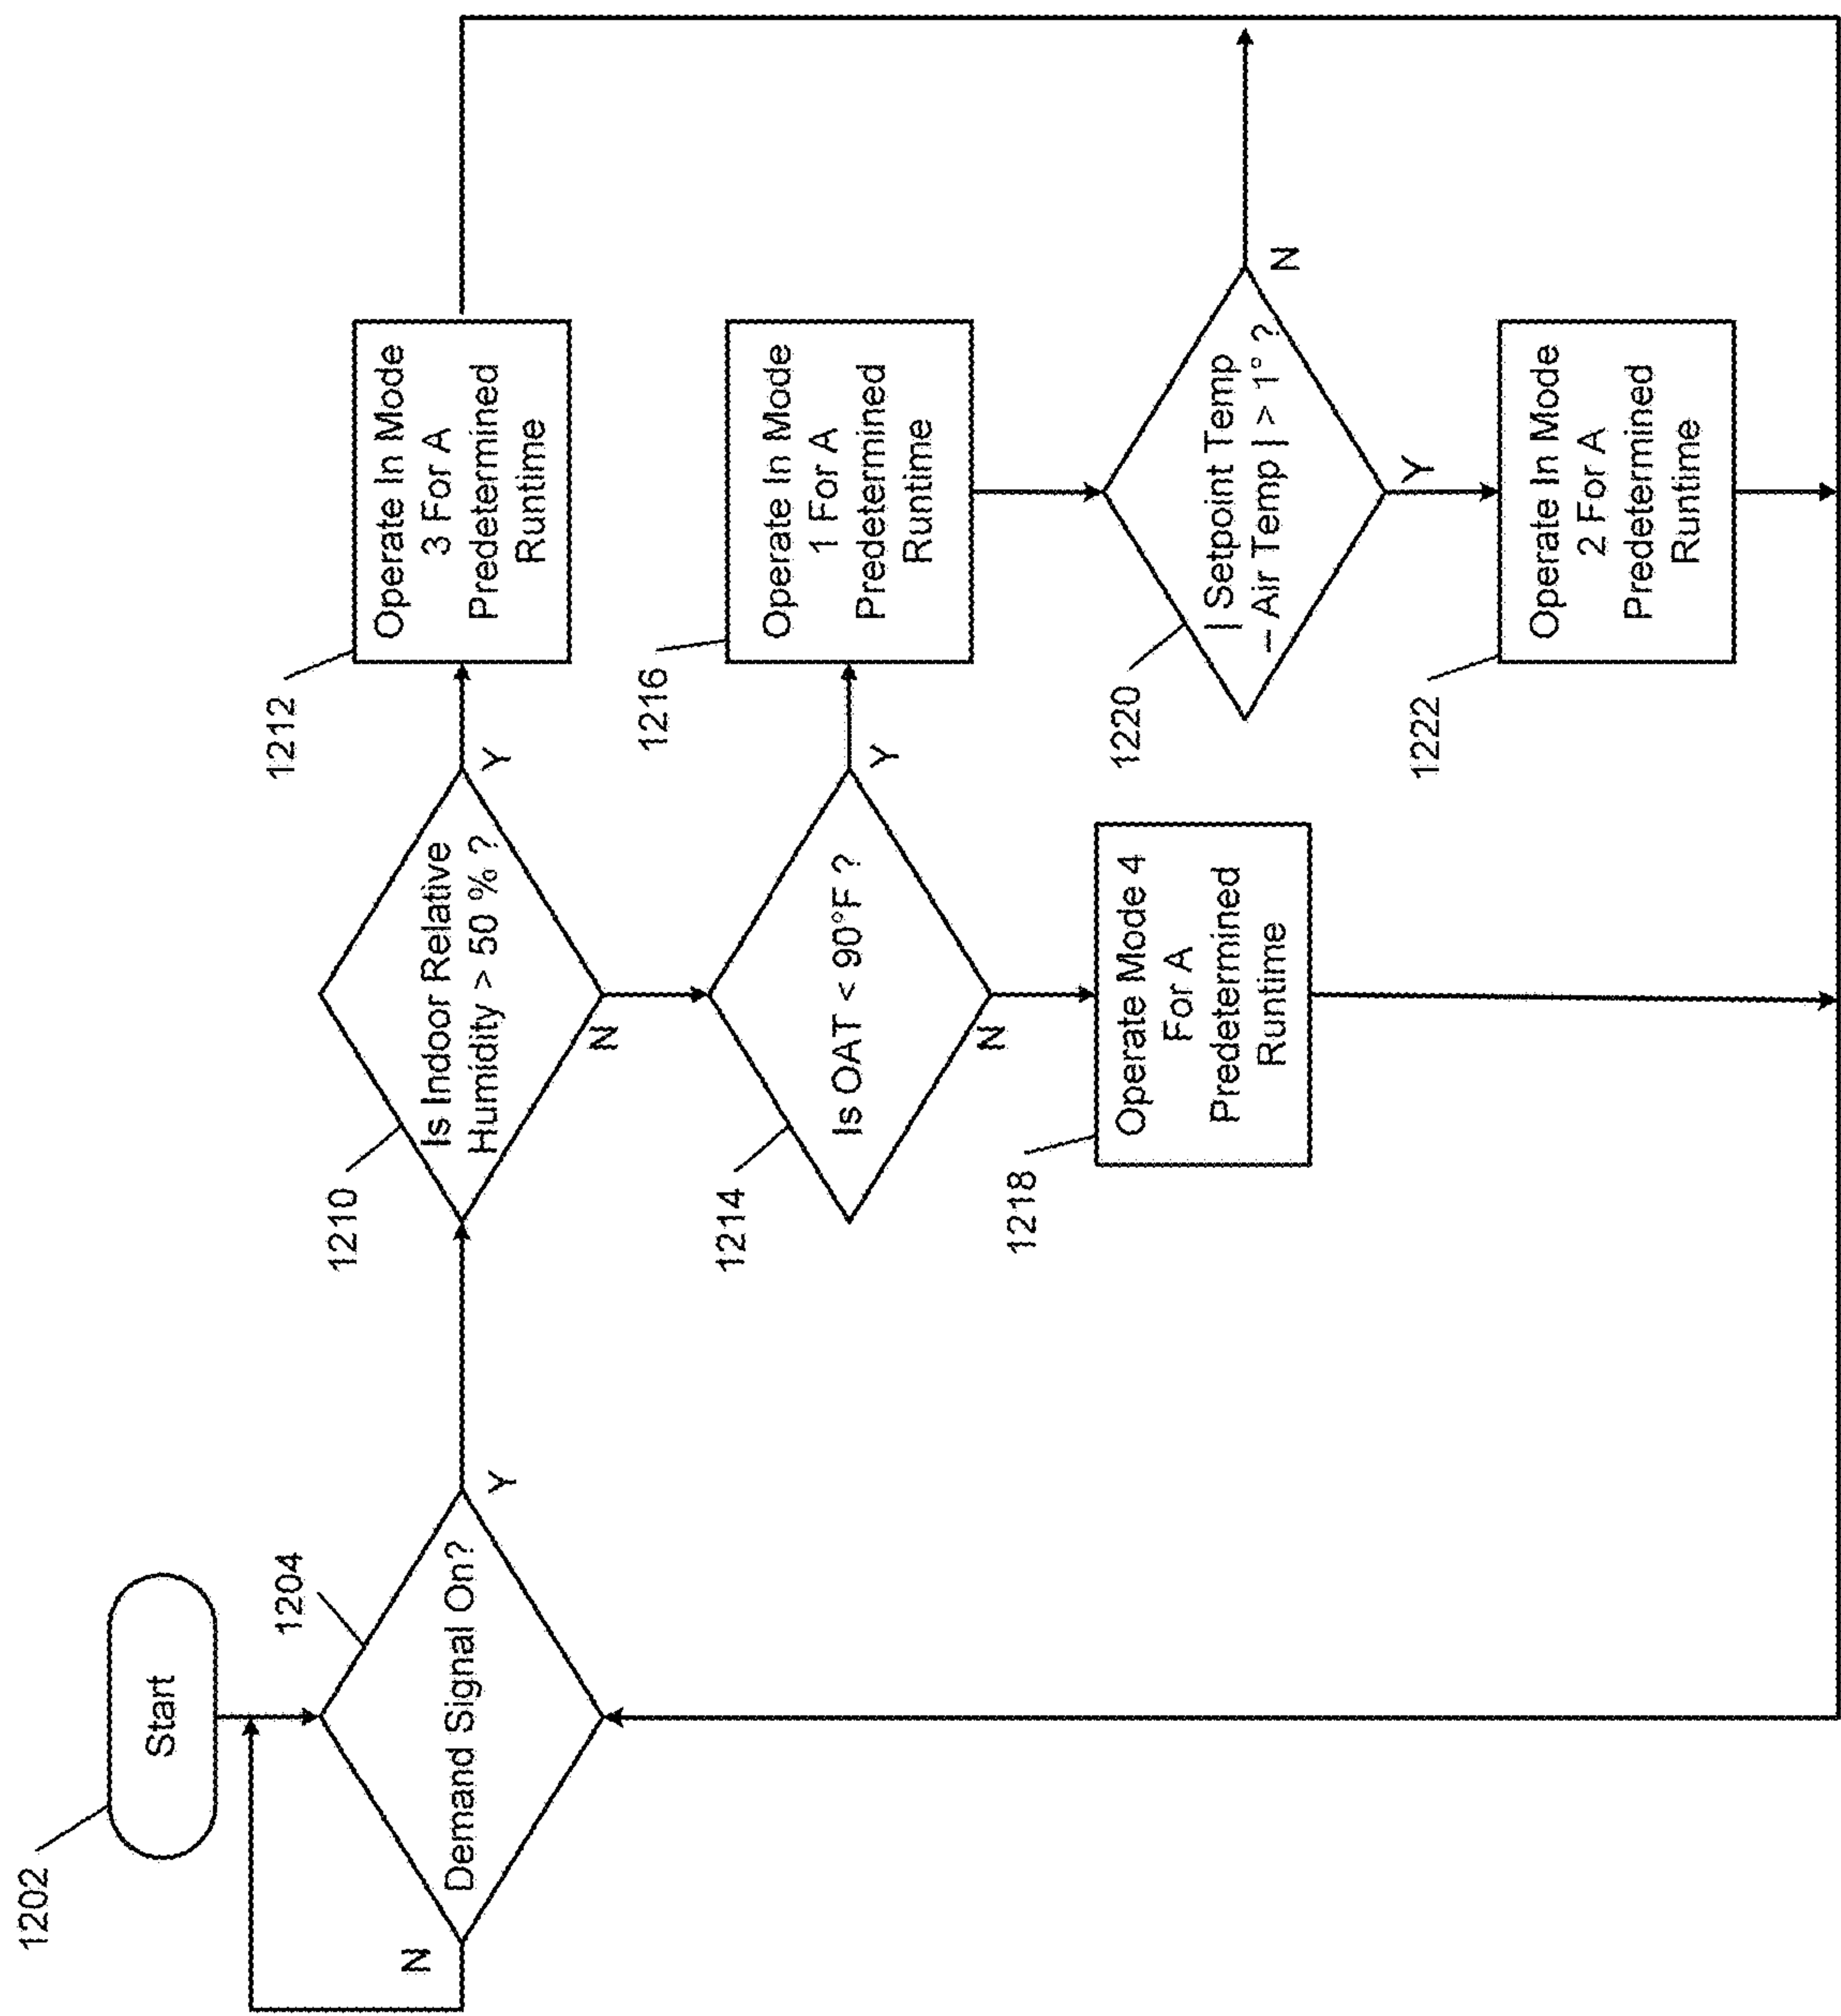 1202
Start
1204
Demand Signal On?
N
Y
1210
Is Indoor Relative
Humidity > 50 % ?
Y
N
1212
Operate In Mode
3 For A
Predetermined
Runtime
1214
Is OAT < 90°F ?
Y
N
1216
Operate In Mode
1 For A
Predetermined
Runtime
1218
Operate Mode 4
For A
Predetermined
Runtime
1220
| Setpoint Temp
– Air Temp | > 1° ?
N
Y
1222
Operate In Mode
2 For A
Predetermined
Runtime